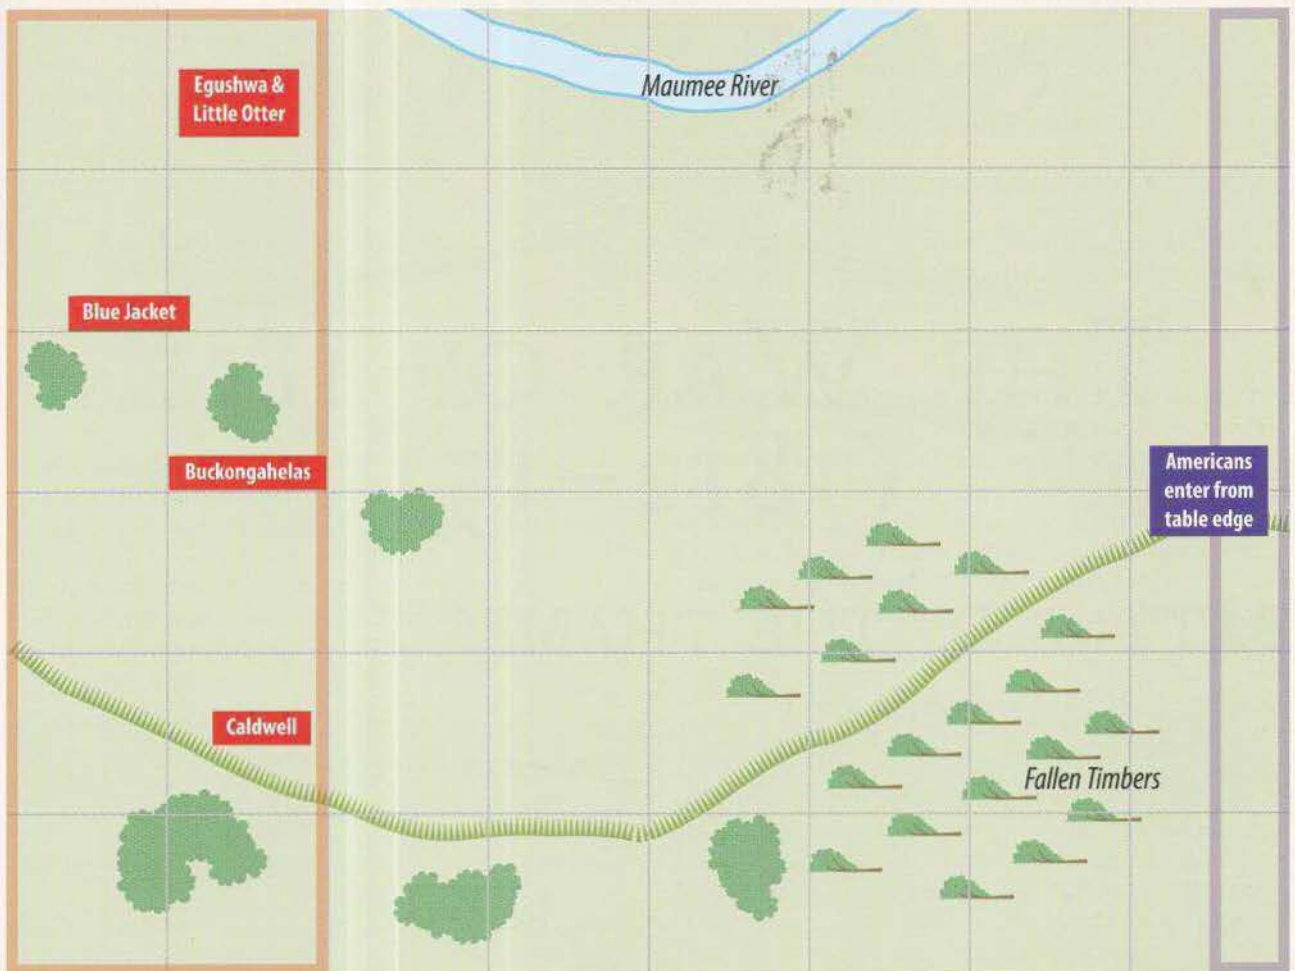 Egushwa &
Little Otter
Maumee River
Blue Jacket
Buckongahelas
Americans
enter from
table edge
Caldwell
Fallen Timbers